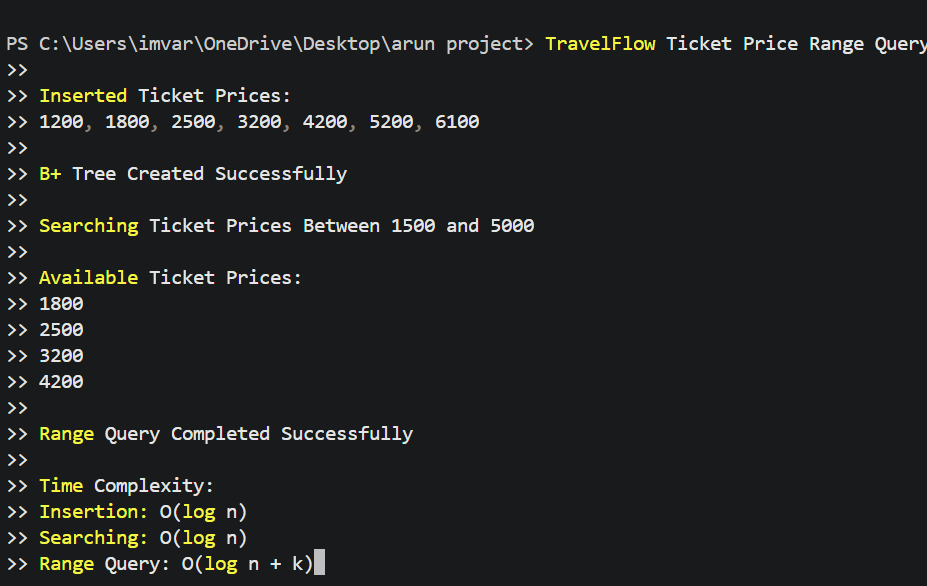 PS C:\Users\imvar\OneDrive\Desktop\arun project> TravelFlow Ticket Price Range Query
>>
>> Inserted Ticket Prices:
>> 1200, 1800, 2500, 3200, 4200, 5200, 6100
>>
>> B+ Tree Created Successfully
>>
>> Searching Ticket Prices Between 1500 and 5000
>>
>> Available Ticket Prices:
>> 1800
>> 2500
>> 3200
>> 4200
>>
>> Range Query Completed Successfully
>>
>> Time Complexity:
>> Insertion: O(log n)
>> Searching: O(log n)
>> Range Query: O(log n + k)